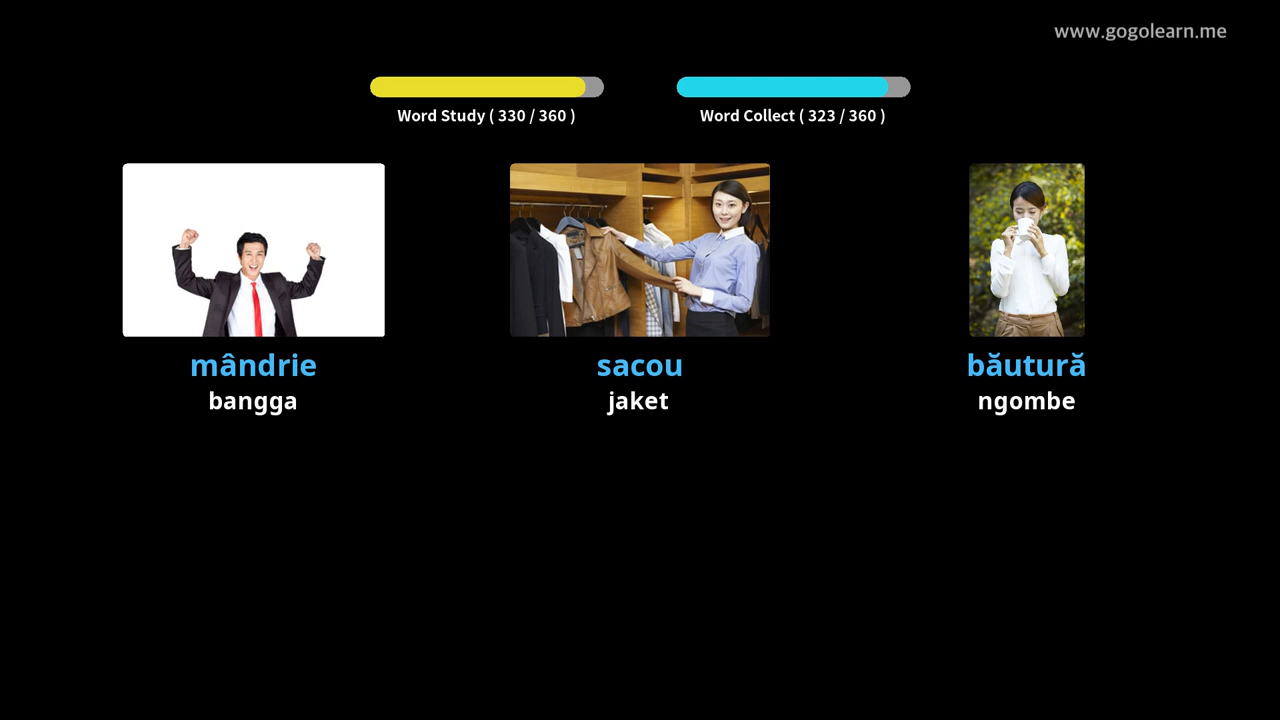 www.gogolearn.me
Word Study ( 330 / 360 )
Word Collect ( 323 / 360 )
mândrie
bangga
sacou
jaket
băutură
ngombe